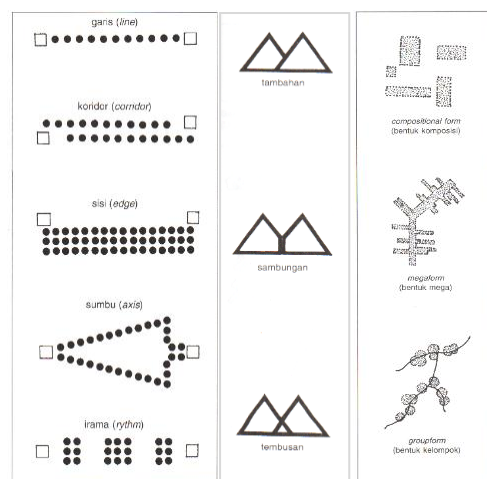 garis (line)
koridor (corridor)
sisi (edge)
sumbu (axis)
irama (rythm)
tambahan
sambungan
tembusan
compositional form
(bentuk komposisi)
megaform
(bentuk mega)
groupform
(bentuk kelompok)